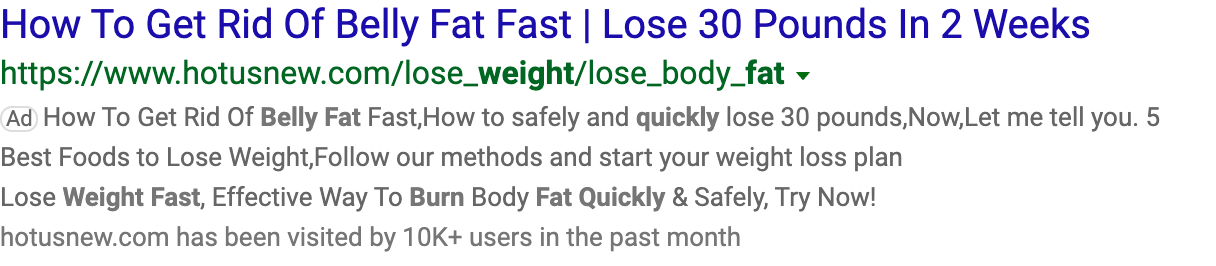 How To Get Rid Of Belly Fat Fast | Lose 30 Pounds In 2 Weeks
https://www.hotusnew.com/lose_weight/lose_body_fat
Ad How To Get Rid Of Belly Fat Fast,How to safely and quickly lose 30 pounds,Now,Let me tell you. 5
Best Foods to Lose Weight,Follow our methods and start your weight loss plan
Lose Weight Fast, Effective Way To Burn Body Fat Quickly & Safely, Try Now!
hotusnew.com has been visited by 10K+ users in the past month